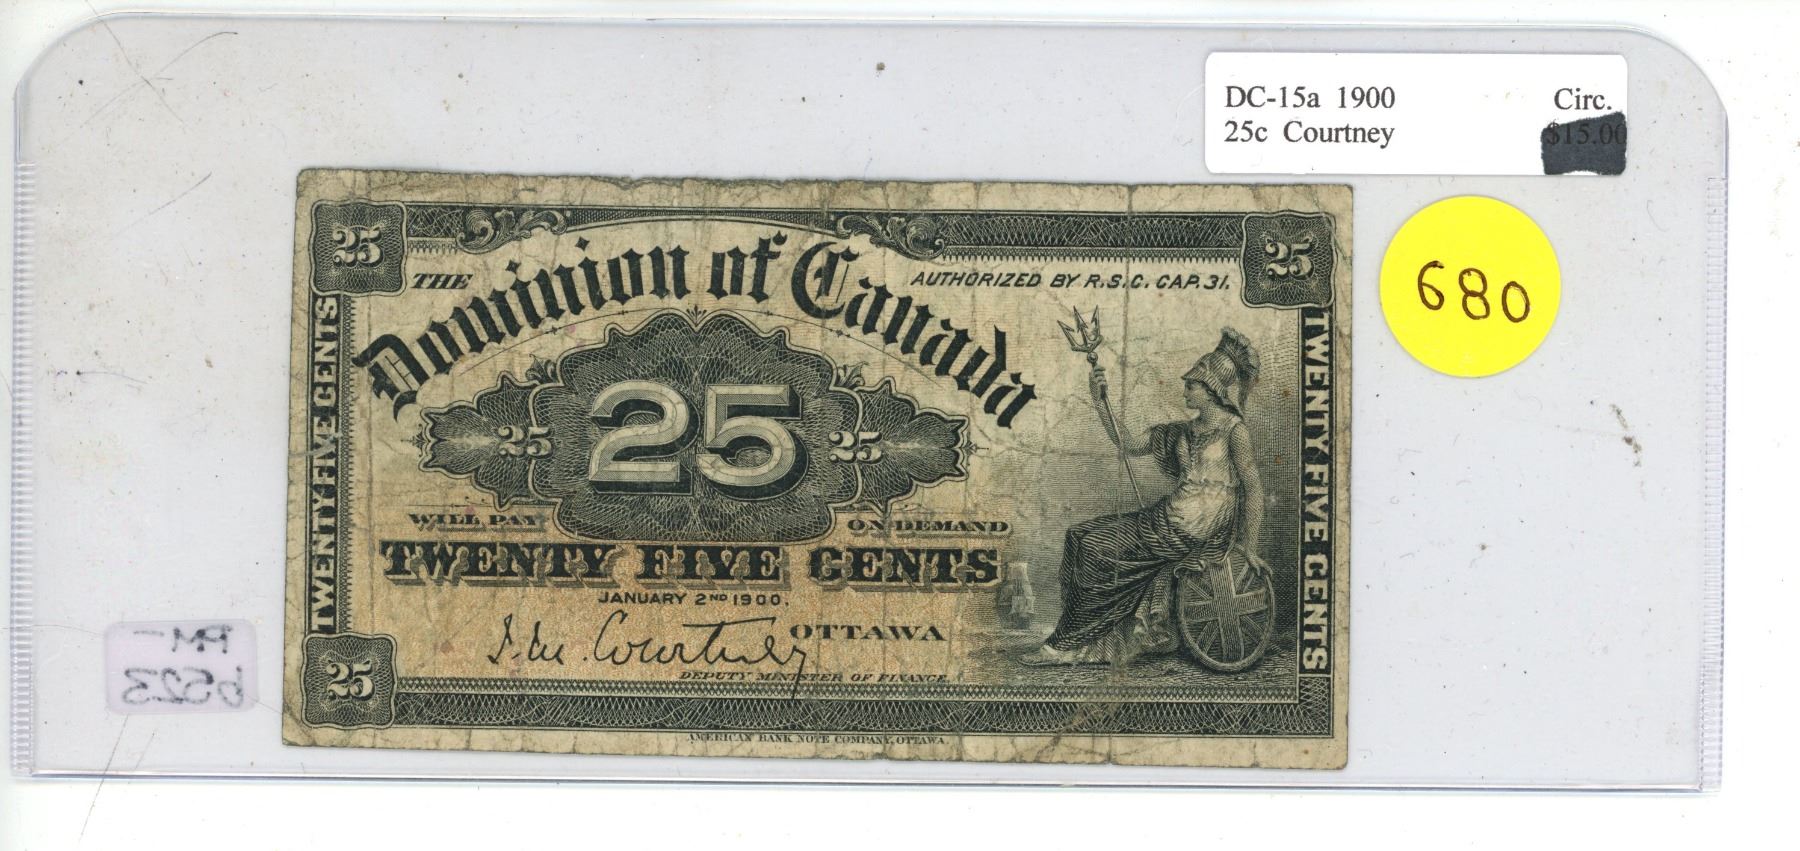 DC-15a 1900 Circ.
25c Courtney $15.00
680
25 25
THE Dominion of Canada
AUTHORIZED BY R.S.C. CAP. 31.
TWENTY FIVE CENTS
25 25 25
TWENTY FIVE CENTS
WILL PAY ON DEMAND
TWENTY FIVE CENTS
JANUARY 2ND 1900.
OTTAWA
Courtney
DEPUTY MINISTER OF FINANCE
25
AMERICAN BANK NOTE COMPANY, OTTAWA.
PM-
6523